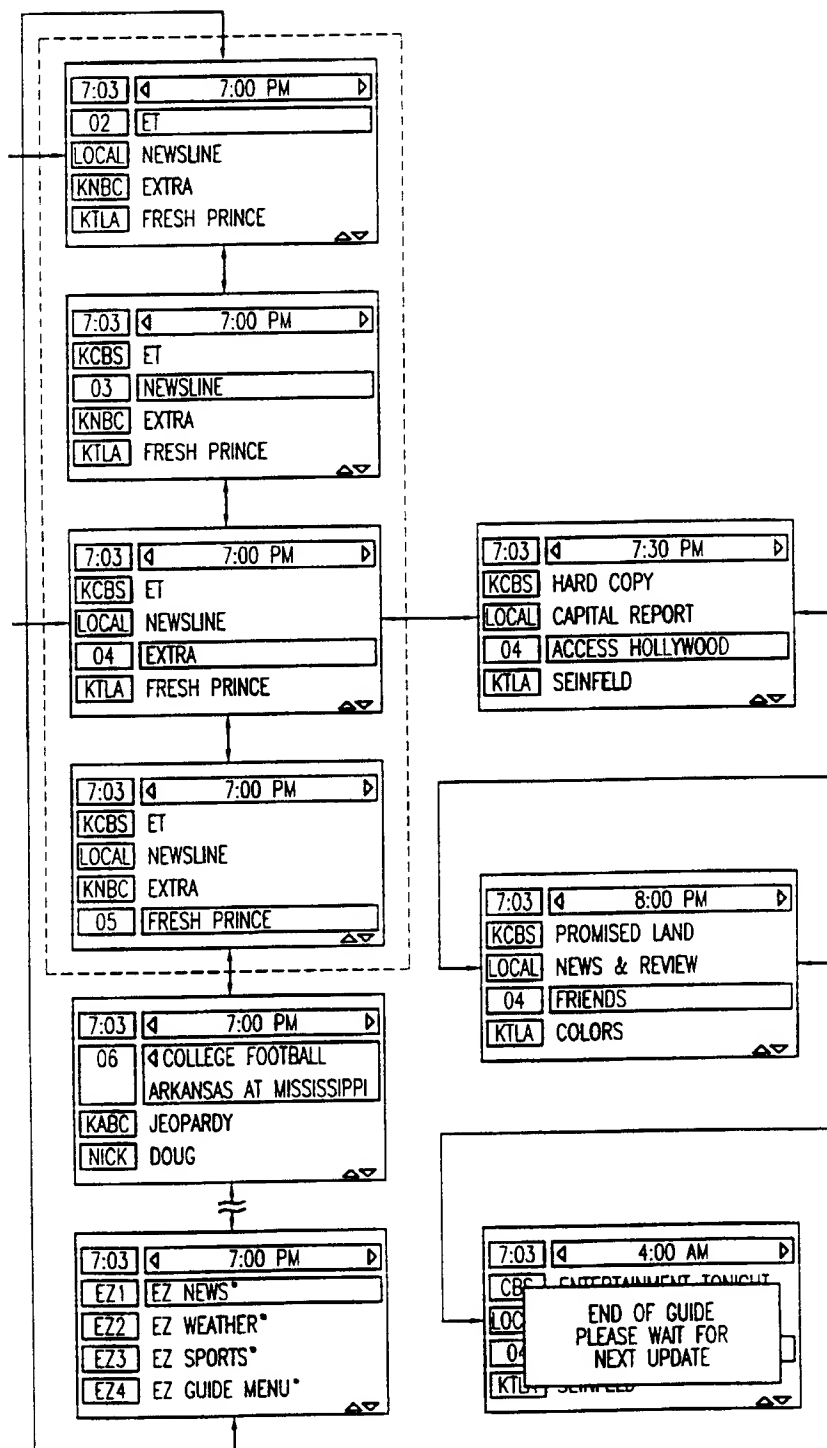 7:03 7:00 PM
02 ET
LOCAL NEWSLINE
KNBC EXTRA
KTLA FRESH PRINCE
7:03 7:00 PM
KCBS ET
03 NEWSLINE
KNBC EXTRA
KTLA FRESH PRINCE
7:03 7:00 PM
KCBS ET
LOCAL NEWSLINE
04 EXTRA
KTLA FRESH PRINCE
7:03 7:30 PM
KCBS HARD COPY
LOCAL CAPITAL REPORT
04 ACCESS HOLLYWOOD
KTLA SEINFELD
7:03 7:00 PM
KCBS ET
LOCAL NEWSLINE
KNBC EXTRA
05 FRESH PRINCE
7:03 8:00 PM
KCBS PROMISED LAND
LOCAL NEWS & REVIEW
04 FRIENDS
KTLA COLORS
7:03 7:00 PM
06 COLLEGE FOOTBALL
ARKANSAS AT MISSISSIPPI
KABC JEOPARDY
NICK DOUG
7:03 7:00 PM
EZ1 EZ NEWS*
EZ2 EZ WEATHER*
EZ3 EZ SPORTS*
EZ4 EZ GUIDE MENU*
7:03 4:00 AM
CBS ENTERTAINMENT TONIGHT
END OF GUIDE
PLEASE WAIT FOR
NEXT UPDATE
04
SEINFELD